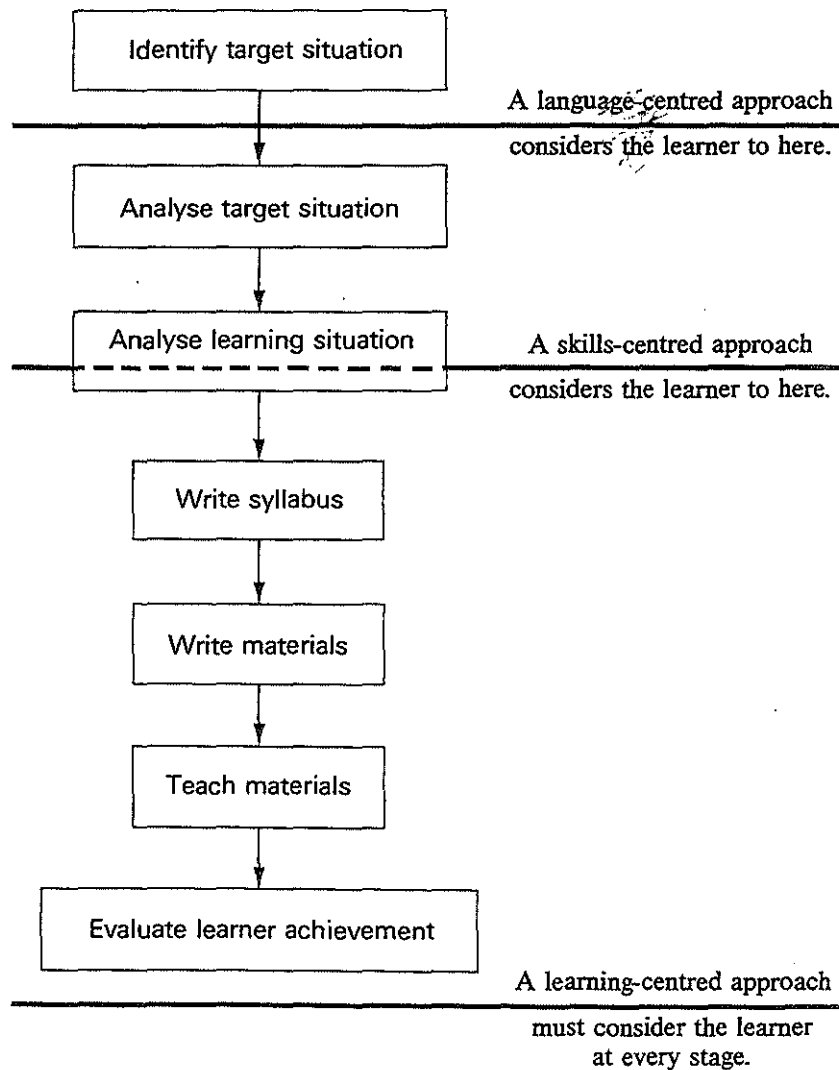 Identify target situation
A language-centred approach
considers the learner to here.
Analyse target situation
Analyse learning situation
A skills-centred approach
considers the learner to here.
Write syllabus
Write materials
Teach materials
Evaluate learner achievement
A learning-centred approach
must consider the learner
at every stage.